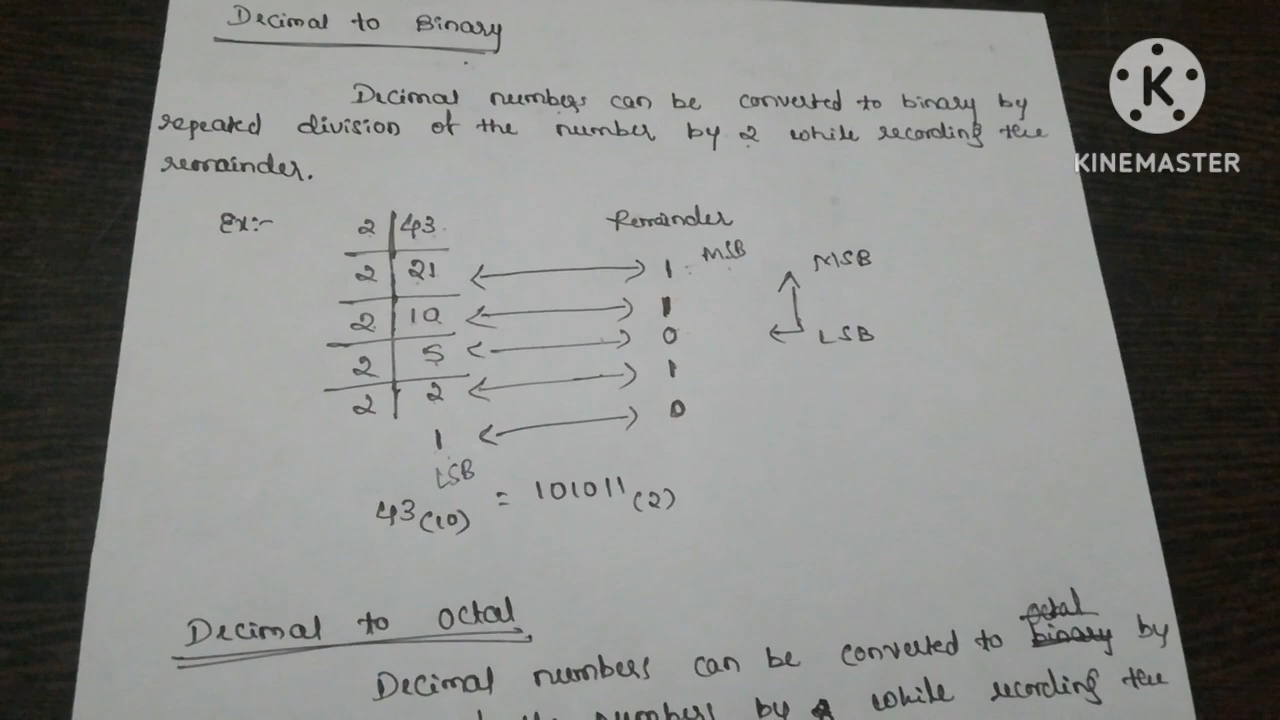 Decimal to Binary
Decimal numbers can be converted to binary by
repeated division of the number by 2 while recording the
remainder.
Ex:- 2 43 Remainder
2 21 1 MSB MSB
2 10 1
2 5 0 LSB
2 2 1
1 0
LSB
43(10) = 101011(2)
Decimal to Octal
octal
Decimal numbers can be converted to binary by
the numbers by while recording the
K
KINEMASTER